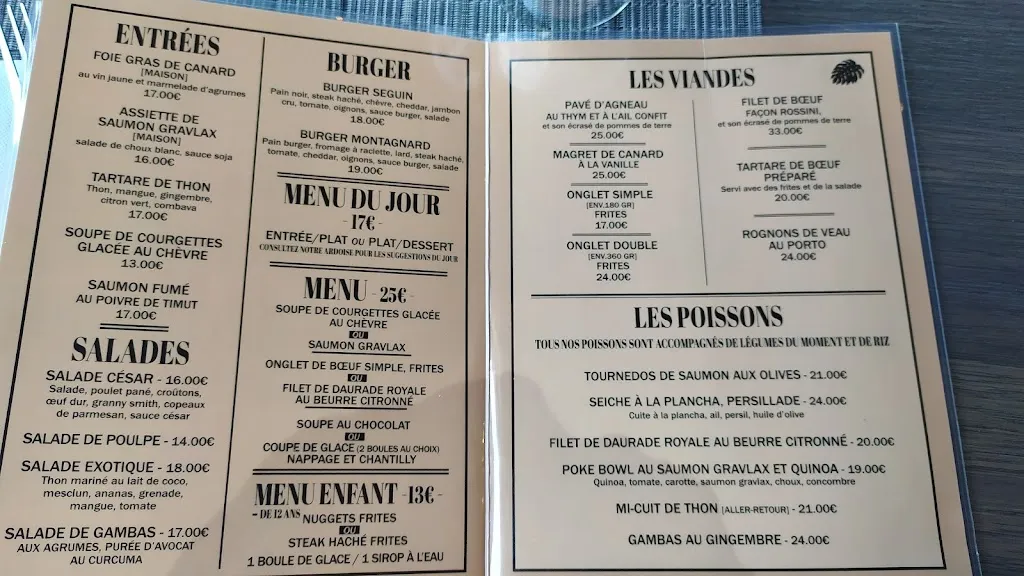 ENTRÉES
FOIE GRAS DE CANARD
[MAISON]
au vin jaune et marmelade d'agrumes
17.00€
ASSIETTE DE
SAUMON GRAVLAX
[MAISON]
salade de choux blanc, sauce soja
16.00€
TARTARE DE THON
Thon, mangue, gingembre,
citron vert, combava
17.00€
SOUPE DE COURGETTES
GLACÉE AU CHÈVRE
13.00€
SAUMON FUMÉ
AU POIVRE DE TIMUT
17.00€
SALADES
SALADE CÉSAR - 16.00€
Salade, poulet pané, croûtons,
œuf dur, granny smith, copeaux
de parmesan, sauce césar
SALADE DE POULPE - 14.00€
SALADE EXOTIQUE - 18.00€
Thon mariné au lait de coco,
mesclun, ananas, grenade,
mangue, tomate
SALADE DE GAMBAS - 17.00€
AUX AGRUMES, PURÉE D'AVOCAT
AU CURCUMA
BURGER
BURGER SEGUIN
Pain noir, steak haché, chèvre, cheddar, jambon
cru, tomate, oignons, sauce burger, salade
18.00€
BURGER MONTAGNARD
Pain burger, fromage à raclette, lard, steak haché,
tomate, cheddar, oignons, sauce burger, salade
19.00€
MENU DU JOUR
-17€-
ENTRÉE/PLAT OU PLAT/DESSERT
CONSULTEZ NOTRE ARDOISE POUR LES SUGGESTIONS DU JOUR
MENU -25€-
SOUPE DE COURGETTES GLACÉE
AU CHÈVRE
OU
SAUMON GRAVLAX
ONGLET DE BŒUF SIMPLE, FRITES
OU
FILET DE DAURADE ROYALE
AU BEURRE CITRONNÉ
SOUPE AU CHOCOLAT
OU
COUPE DE GLACE (2 BOULES AU CHOIX)
NAPPAGE ET CHANTILLY
MENU ENFANT -13€-
- DE 12 ANS
NUGGETS FRITES
OU
STEAK HACHÉ FRITES
1 BOULE DE GLACE / 1 SIROP À L'EAU
LES VIANDES
PAVÉ D'AGNEAU
AU THYM ET À L'AIL CONFIT
et son écrasé de pommes de terre
25.00€
MAGRET DE CANARD
À LA VANILLE
25.00€
ONGLET SIMPLE
[ENV.180 GR]
FRITES
17.00€
ONGLET DOUBLE
[ENV.360 GR]
FRITES
24.00€
FILET DE BŒUF
FAÇON ROSSINI,
et son écrasé de pommes de terre
33.00€
TARTARE DE BŒUF
PRÉPARÉ
Servi avec des frites et de la salade
20.00€
ROGNONS DE VEAU
AU PORTO
24.00€
LES POISSONS
TOUS NOS POISSONS SONT ACCOMPAGNÉS DE LÉGUMES DU MOMENT ET DE RIZ
TOURNEDOS DE SAUMON AUX OLIVES - 21.00€
SEICHE À LA PLANCHA, PERSILLADE - 24.00€
Cuite à la plancha, ail, persil, huile d'olive
FILET DE DAURADE ROYALE AU BEURRE CITRONNÉ - 20.00€
POKE BOWL AU SAUMON GRAVLAX ET QUINOA - 19.00€
Quinoa, tomate, carotte, saumon gravlax, choux, concombre
MI-CUIT DE THON [ALLER-RETOUR] - 21.00€
GAMBAS AU GINGEMBRE - 24.00€